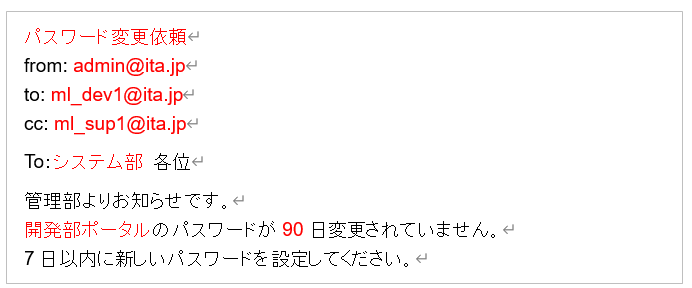 パスワード変更依頼↵
from: admin@ita.jp↵
to: ml_dev1@ita.jp↵
cc: ml_sup1@ita.jp↵
To:システム部 各位↵
管理部よりお知らせです。↵
開発部ポータルのパスワードが 90 日変更されていません。↵
7 日以内に新しいパスワードを設定してください。↵